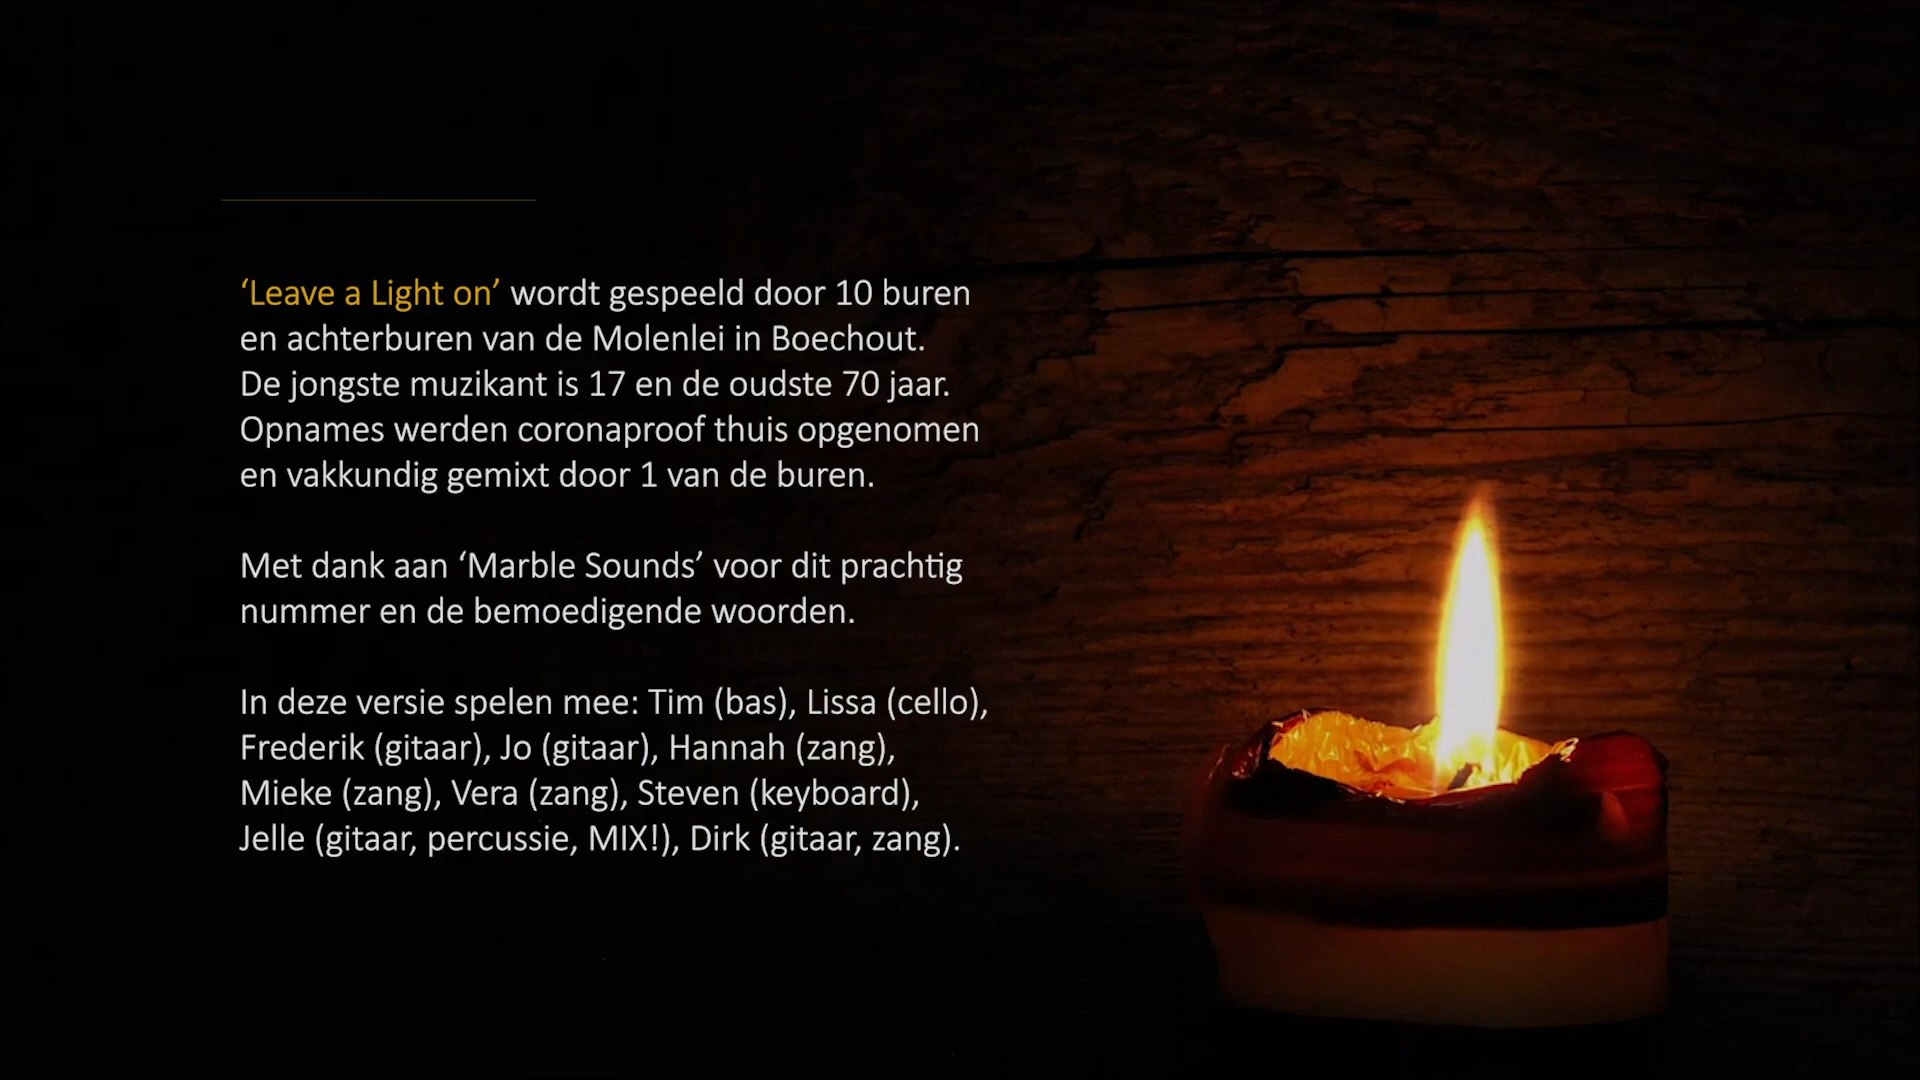 ‘Leave a Light on’ wordt gespeeld door 10 buren
en achterburen van de Molenlei in Boechout.
De jongste muzikant is 17 en de oudste 70 jaar.
Opnames werden coronaproof thuis opgenomen
en vakkundig gemixt door 1 van de buren.
Met dank aan ‘Marble Sounds’ voor dit prachtig
nummer en de bemoedigende woorden.
In deze versie spelen mee: Tim (bas), Lissa (cello),
Frederik (gitaar), Jo (gitaar), Hannah (zang),
Mieke (zang), Vera (zang), Steven (keyboard),
Jelle (gitaar, percussie, MIX!), Dirk (gitaar, zang).